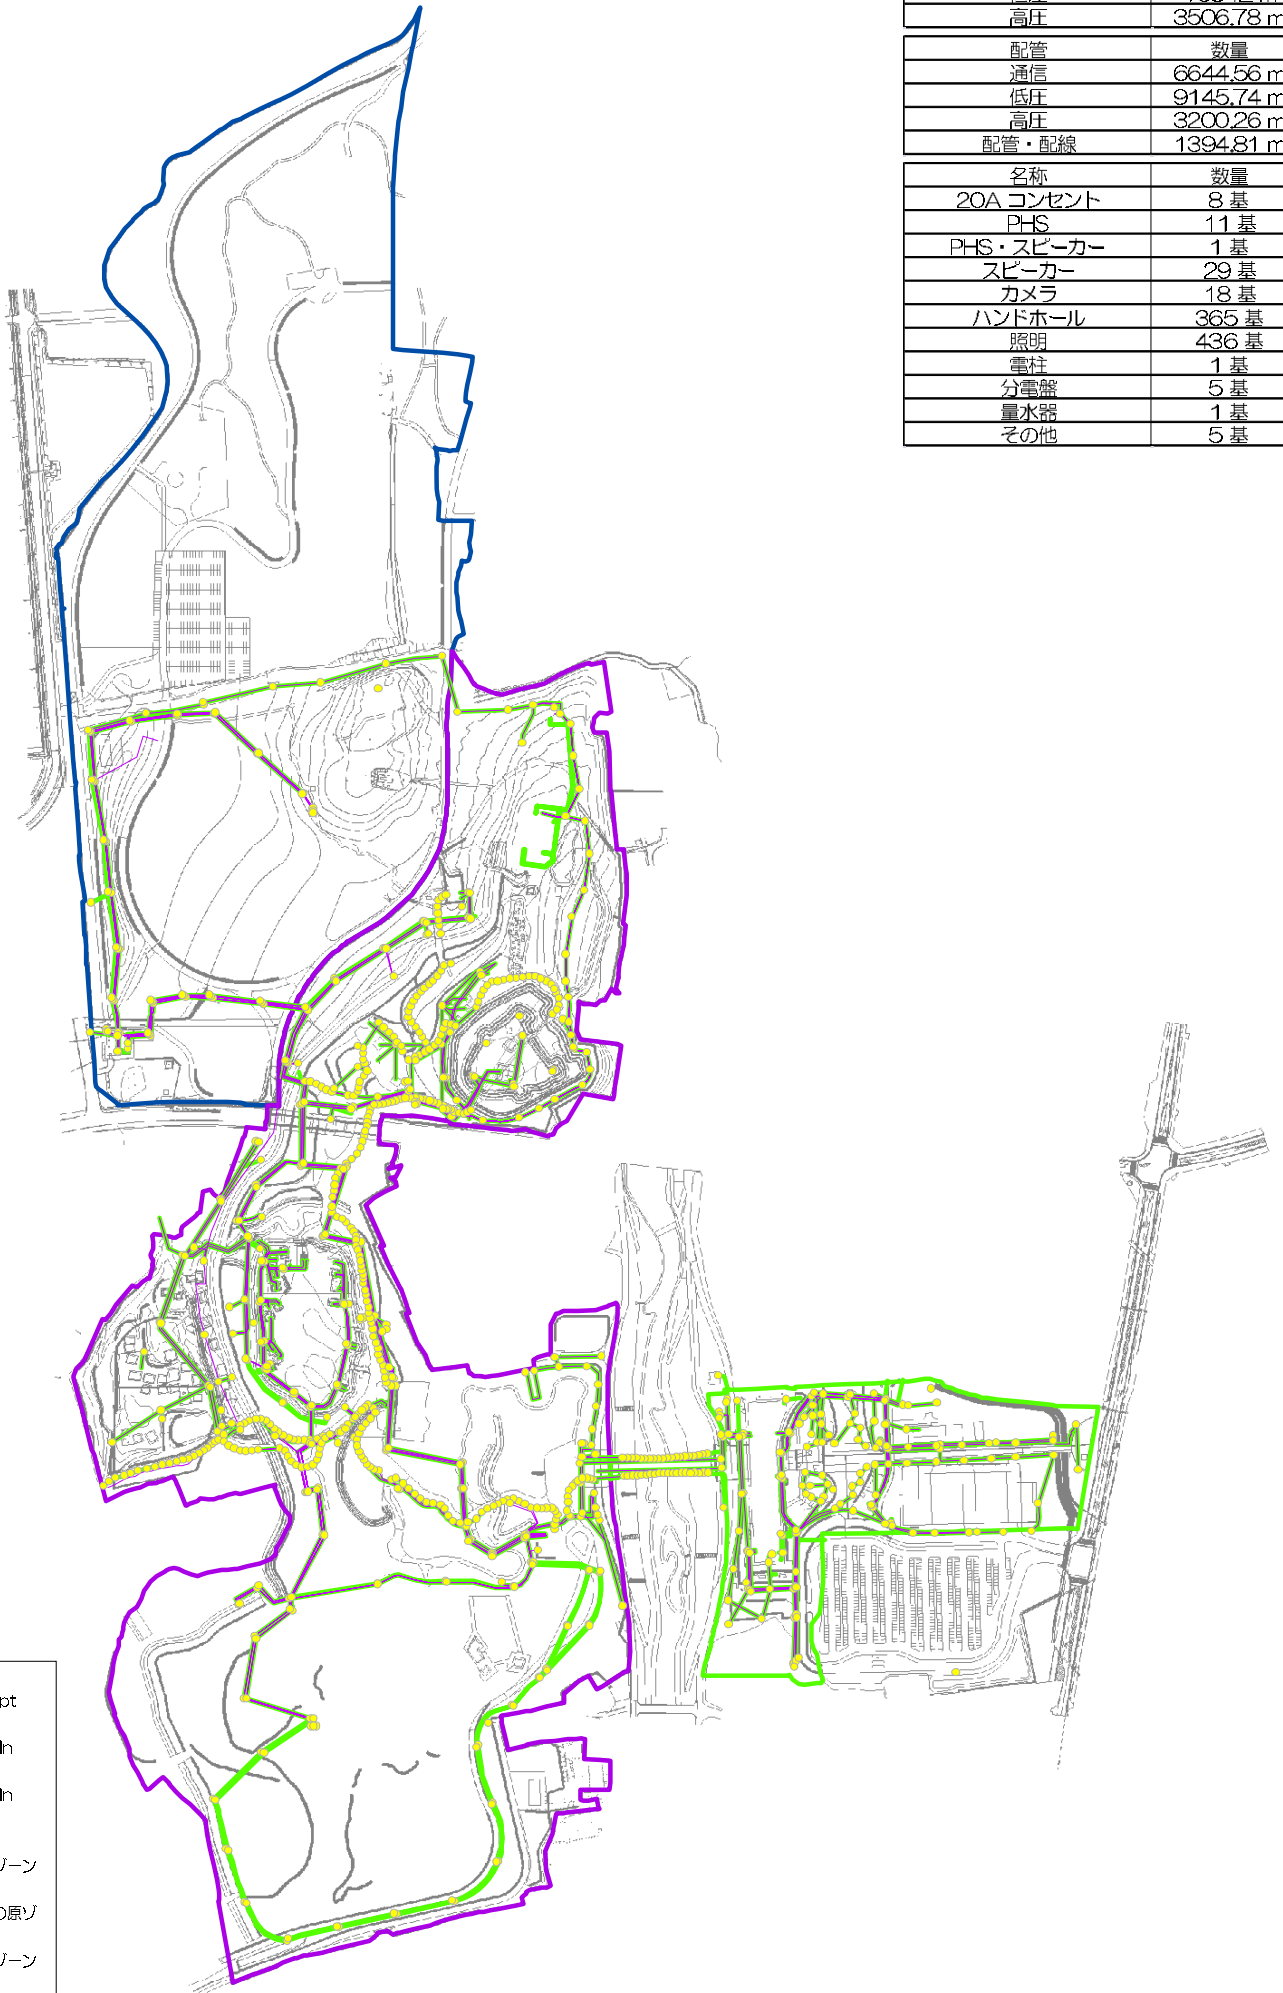 高圧 3506.78 m
配管 数量
通信 6644.56 m
低圧 9145.74 m
高圧 3200.26 m
配管・配線 1394.81 m
名称 数量
20A コンセント 8 基
PHS 11 基
PHS・スピーカー 1 基
スピーカー 29 基
カメラ 18 基
ハンドホール 365 基
照明 436 基
電柱 1 基
分電盤 5 基
量水器 1 基
その他 5 基
pt
ln
ln
ゾーン
の原ゾ
ゾーン